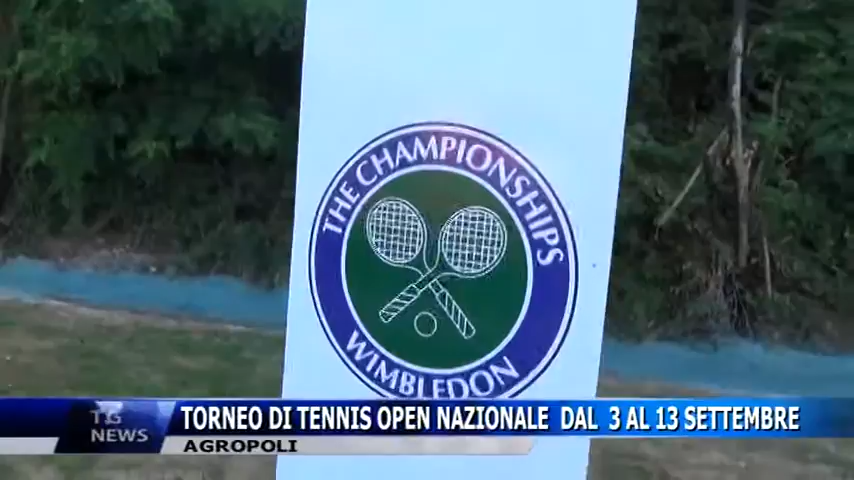 THE CHAMPIONSHIPS
WIMBLEDON
TG NEWS
TORNEO DI TENNIS OPEN NAZIONALE DAL 3 AL 13 SETTEMBRE
AGROPOLI